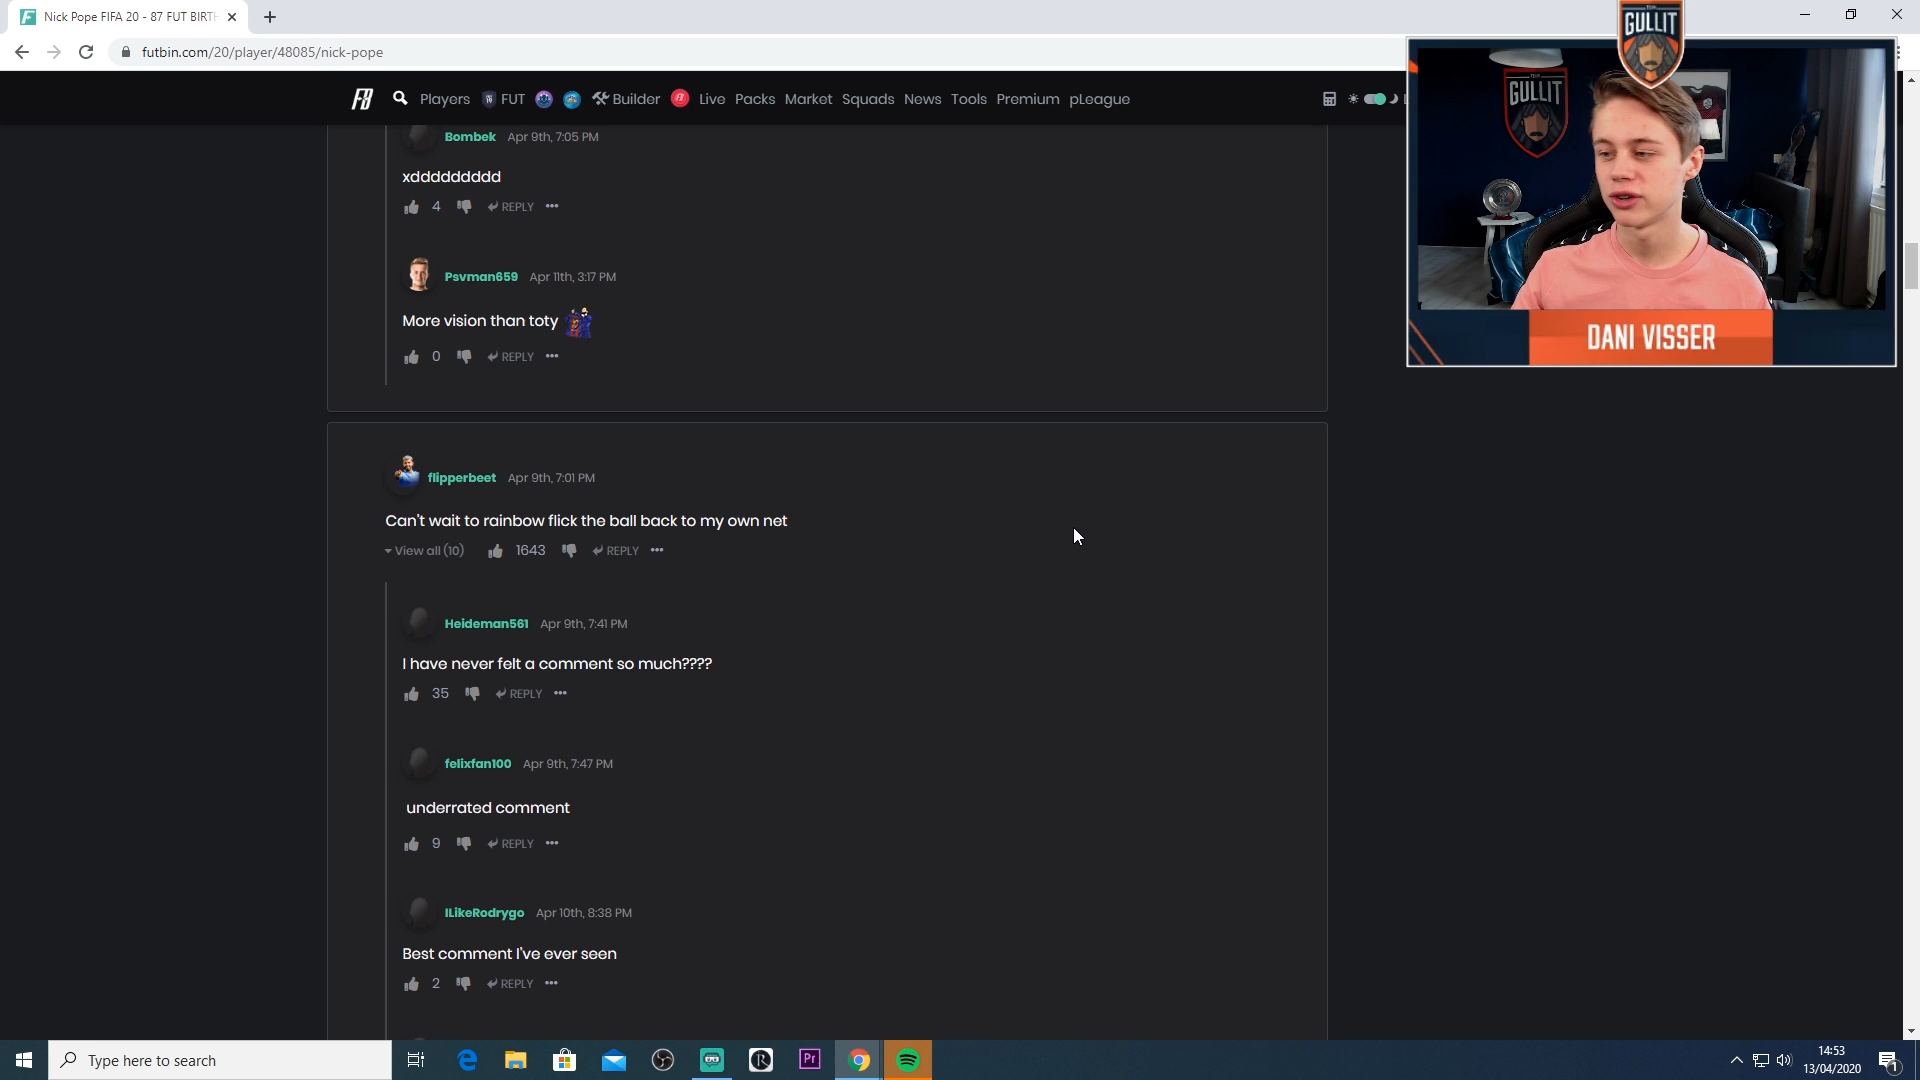 Nick Pope FIFA 20 - 87 FUT BIRTH
futbin.com/20/player/48085/nick-pope
Players FUT Builder Live Packs Market Squads News Tools Premium pLeague
Bombek Apr 9th, 7:05 PM
xddddddddd
4 REPLY
Psvman659 Apr 11th, 3:17 PM
More vision than toty
0 REPLY
flipperbeet Apr 9th, 7:01 PM
Can't wait to rainbow flick the ball back to my own net
View all (10) 1643 REPLY
Heideman561 Apr 9th, 7:41 PM
I have never felt a comment so much????
35 REPLY
felixfan100 Apr 9th, 7:47 PM
underrated comment
9 REPLY
ILikeRodrygo Apr 10th, 8:38 PM
Best comment I've ever seen
2 REPLY
TEAM
GULLIT
GULLIT
DANI VISSER
Type here to search
Pr
14:53
13/04/2020
1